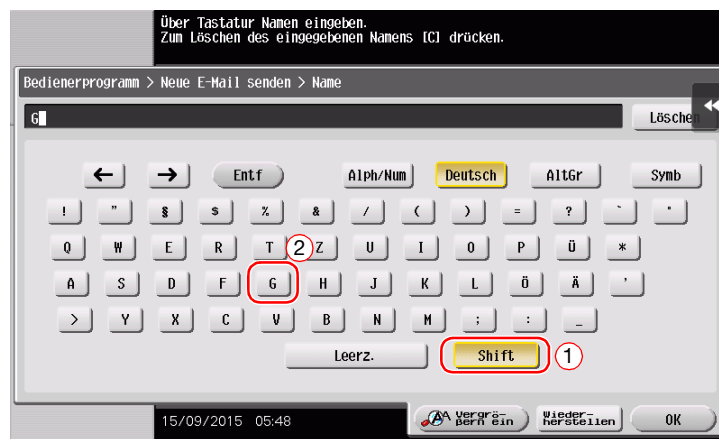 Über Tastatur Namen eingeben.
Zum Löschen des eingegebenen Namens [C] drücken.
Bedienerprogramm > Neue E-Mail senden > Name
G Löschen
← → Entf Alph/Num Deutsch AltGr Symb
! " § $ % & / ( ) = ? ` °
Q W E R T 2 Z U I O P Ü *
A S D F G H J K L Ö Ä '
> Y X C V B N M ; : _
Leerz. Shift 1
15/09/2015 05:48 Vergrö-
ßern ein Wieder-
herstellen OK